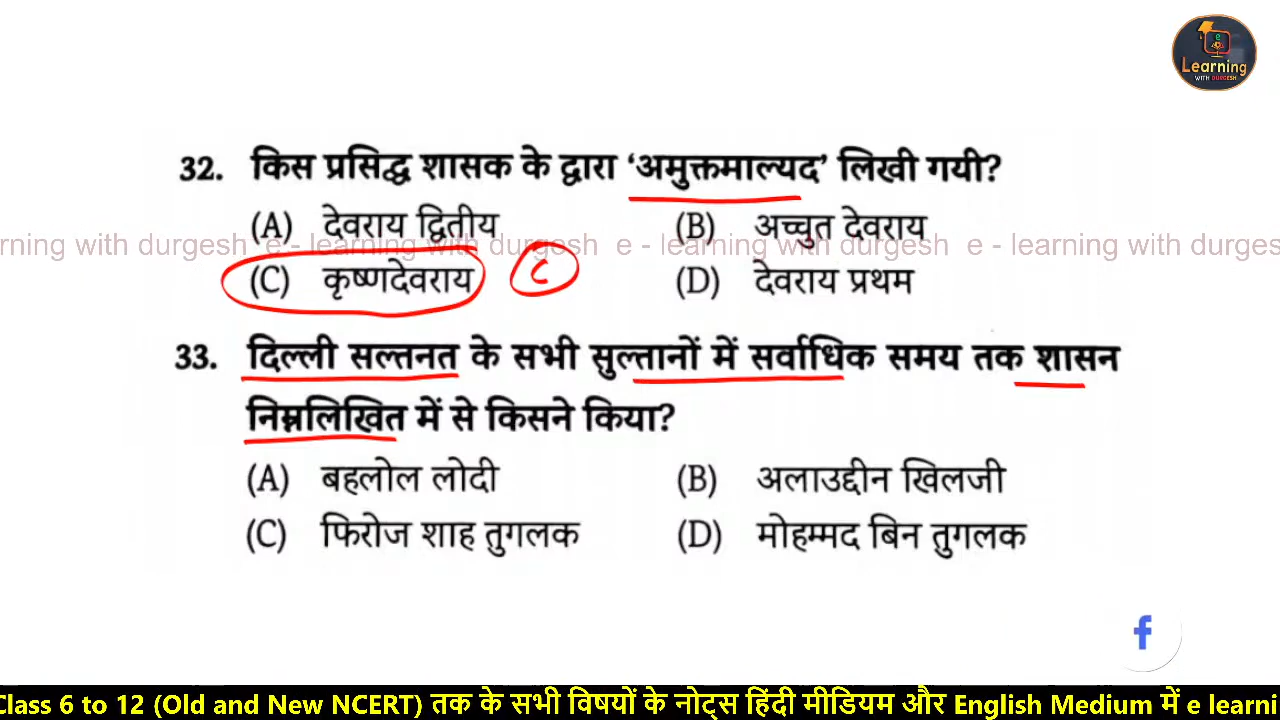 e
Learning
WITH DURGESH
32. किस प्रसिद्ध शासक के द्वारा ‘अमुक्तमाल्यद’ लिखी गयी?
(A) देवराय द्वितीय (B) अच्चुत देवराय
rning with durgesh e - learning with durgesh e - learning with durgesh e - learning with durges
(C) कृष्णदेवराय C (D) देवराय प्रथम
33. दिल्ली सल्तनत के सभी सुल्तानों में सर्वाधिक समय तक शासन
निम्नलिखित में से किसने किया?
(A) बहलोल लोदी (B) अलाउद्दीन खिलजी
(C) फिरोज शाह तुगलक (D) मोहम्मद बिन तुगलक
f
Class 6 to 12 (Old and New NCERT) तक के सभी विषयों के नोट्स हिंदी मीडियम और English Medium में e learni